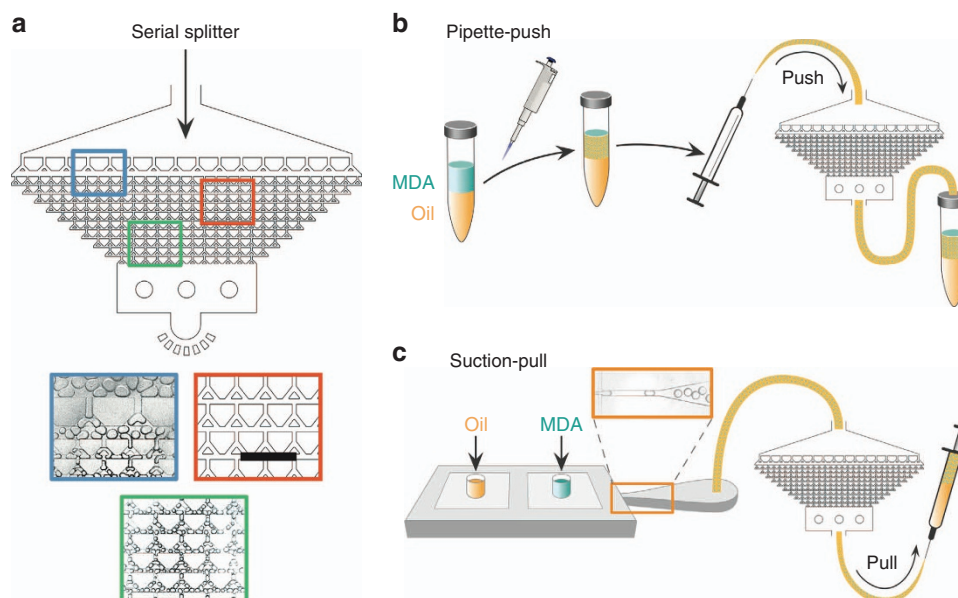 a
Serial splitter
b
Pipette-push
MDA
Oil
Push
c
Suction-pull
Oil
MDA
Pull